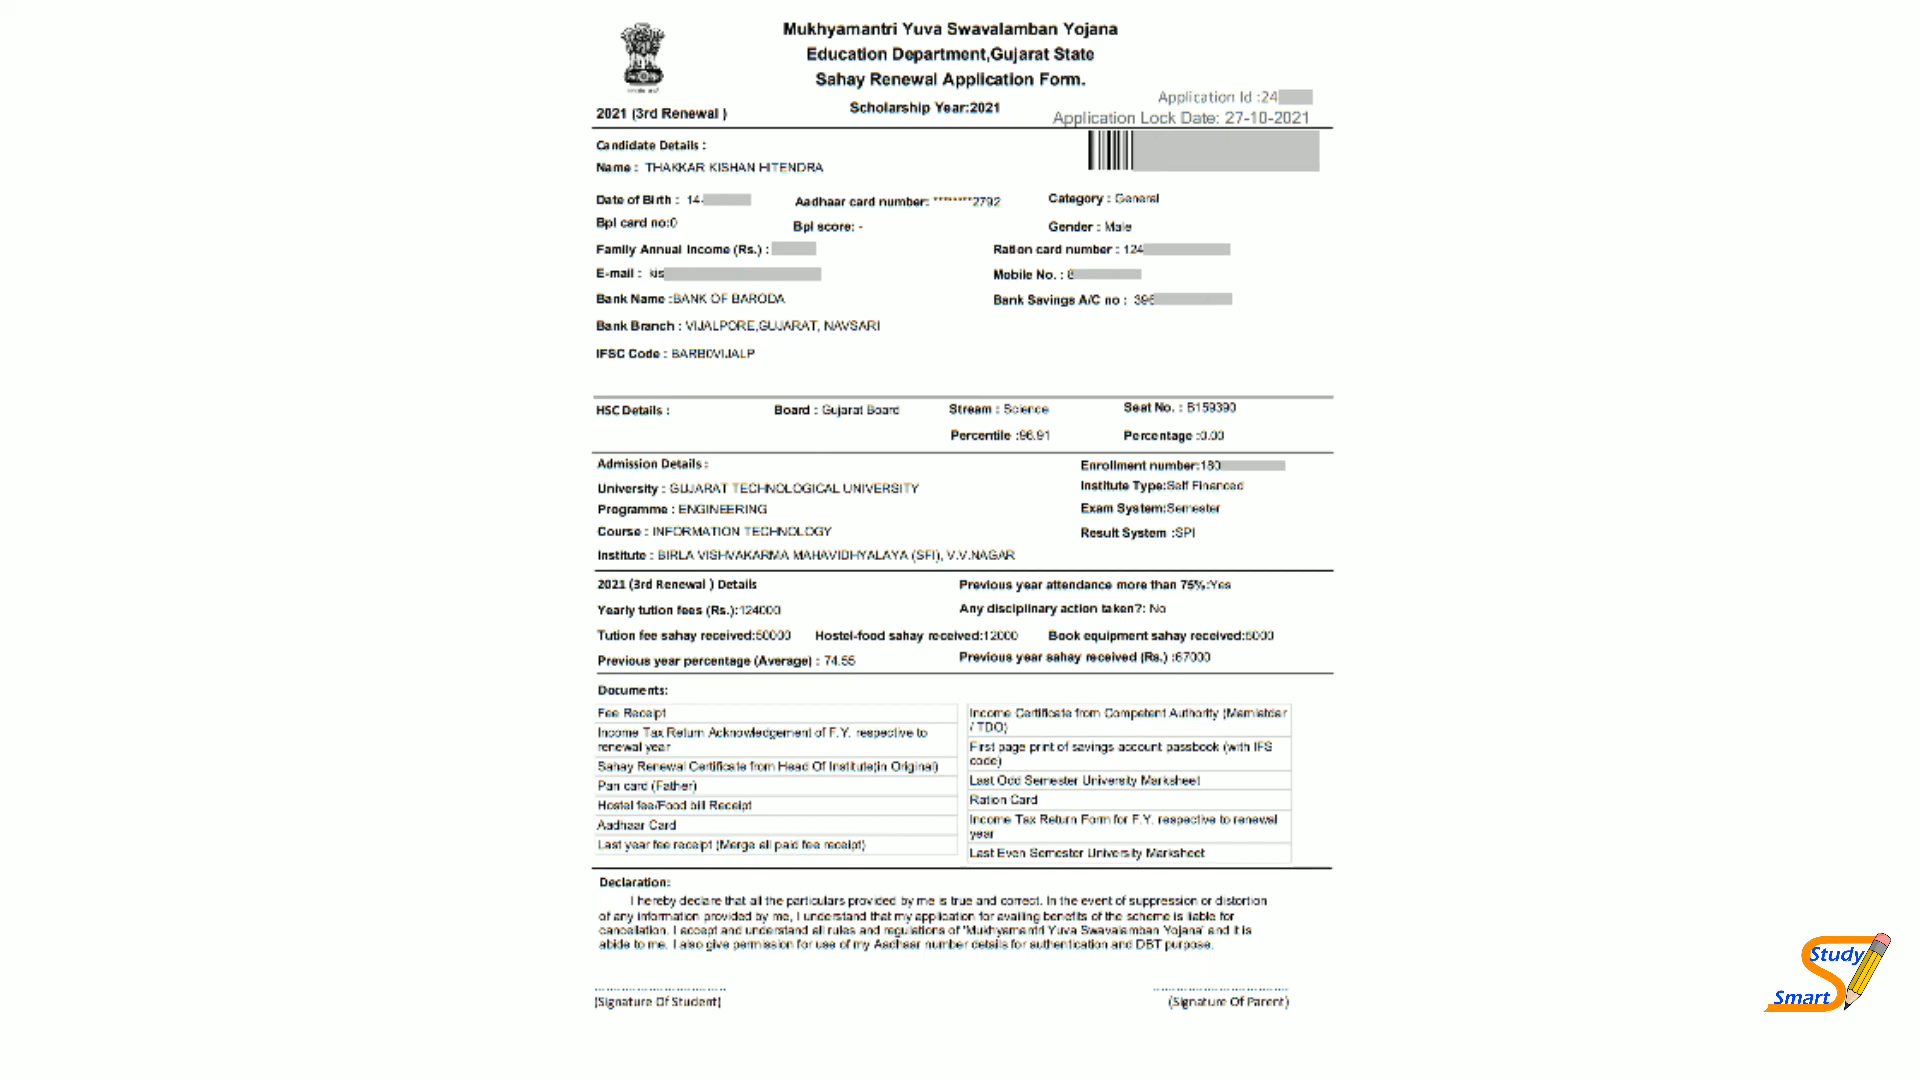 Mukhyamantri Yuva Swavalamban Yojana
Education Department,Gujarat State
Sahay Renewal Application Form.
Application Id :24
2021 (3rd Renewal )
Scholarship Year:2021
Application Lock Date: 27-10-2021
Candidate Details :
Name : THAKKAR KISHAN HITENDRA
Date of Birth : 14- Aadhaar card number: ********2792 Category : General
Bpl card no:0 Bpl score: - Gender : Male
Family Annual Income (Rs.) : Ration card number : 124
E-mail : kis Mobile No. : 8
Bank Name :BANK OF BARODA Bank Savings A/C no : 396
Bank Branch : VIJALPORE,GUJARAT, NAVSARI
IFSC Code : BARB0VIJALP
HSC Details : Board : Gujarat Board Stream : Science Seat No. : B159390
Percentile :96.91 Percentage :0.00
Admission Details : Enrollment number:180
University : GUJARAT TECHNOLOGICAL UNIVERSITY Institute Type:Self Financed
Programme : ENGINEERING Exam System:Semester
Course : INFORMATION TECHNOLOGY Result System :SPI
Institute : BIRLA VISHVAKARMA MAHAVIDHYALAYA (SFI), V.V.NAGAR
2021 (3rd Renewal ) Details Previous year attendance more than 75%:Yes
Yearly tution fees (Rs.):124000 Any disciplinary action taken?: No
Tution fee sahay received:50000 Hostel-food sahay received:12000 Book equipment sahay received:5000
Previous year percentage (Average) : 74.55 Previous year sahay received (Rs.) :67000
Documents:
Fee Receipt
Income Tax Return Acknowledgement of F.Y. respective to
renewal year
Sahay Renewal Certificate from Head Of Institute(in Original)
Pan card (Father)
Hostel fee/Food bill Receipt
Aadhaar Card
Last year fee receipt (Merge all paid fee receipt)
Income Certificate from Competent Authority (Mamlatdar
/ TDO)
First page print of savings account passbook (with IFS
code)
Last Odd Semester University Marksheet
Ration Card
Income Tax Return Form for F.Y. respective to renewal
year
Last Even Semester University Marksheet
Declaration:
I hereby declare that all the particulars provided by me is true and correct. In the event of suppression or distortion
of any information provided by me, I understand that my application for availing benefits of the scheme is liable for
cancellation. I accept and understand all rules and regulations of 'Mukhyamantri Yuva Swavalamban Yojana' and it is
abide to me. I also give permission for use of my Aadhaar number details for authentication and DBT purpose.
(Signature Of Student) (Signature Of Parent)
Study
Smart